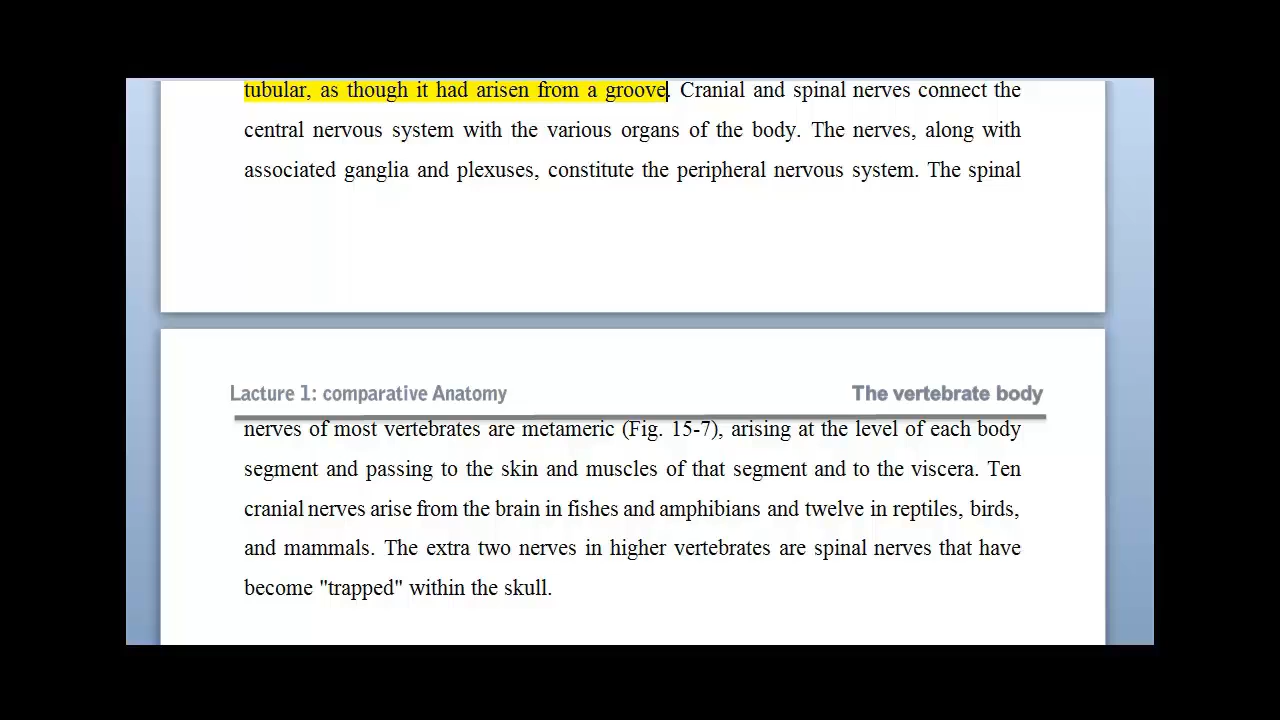 tubular, as though it had arisen from a groove. Cranial and spinal nerves connect the
central nervous system with the various organs of the body. The nerves, along with
associated ganglia and plexuses, constitute the peripheral nervous system. The spinal
Lecture 1: comparative Anatomy The vertebrate body
nerves of most vertebrates are metameric (Fig. 15-7), arising at the level of each body
segment and passing to the skin and muscles of that segment and to the viscera. Ten
cranial nerves arise from the brain in fishes and amphibians and twelve in reptiles, birds,
and mammals. The extra two nerves in higher vertebrates are spinal nerves that have
become "trapped" within the skull.